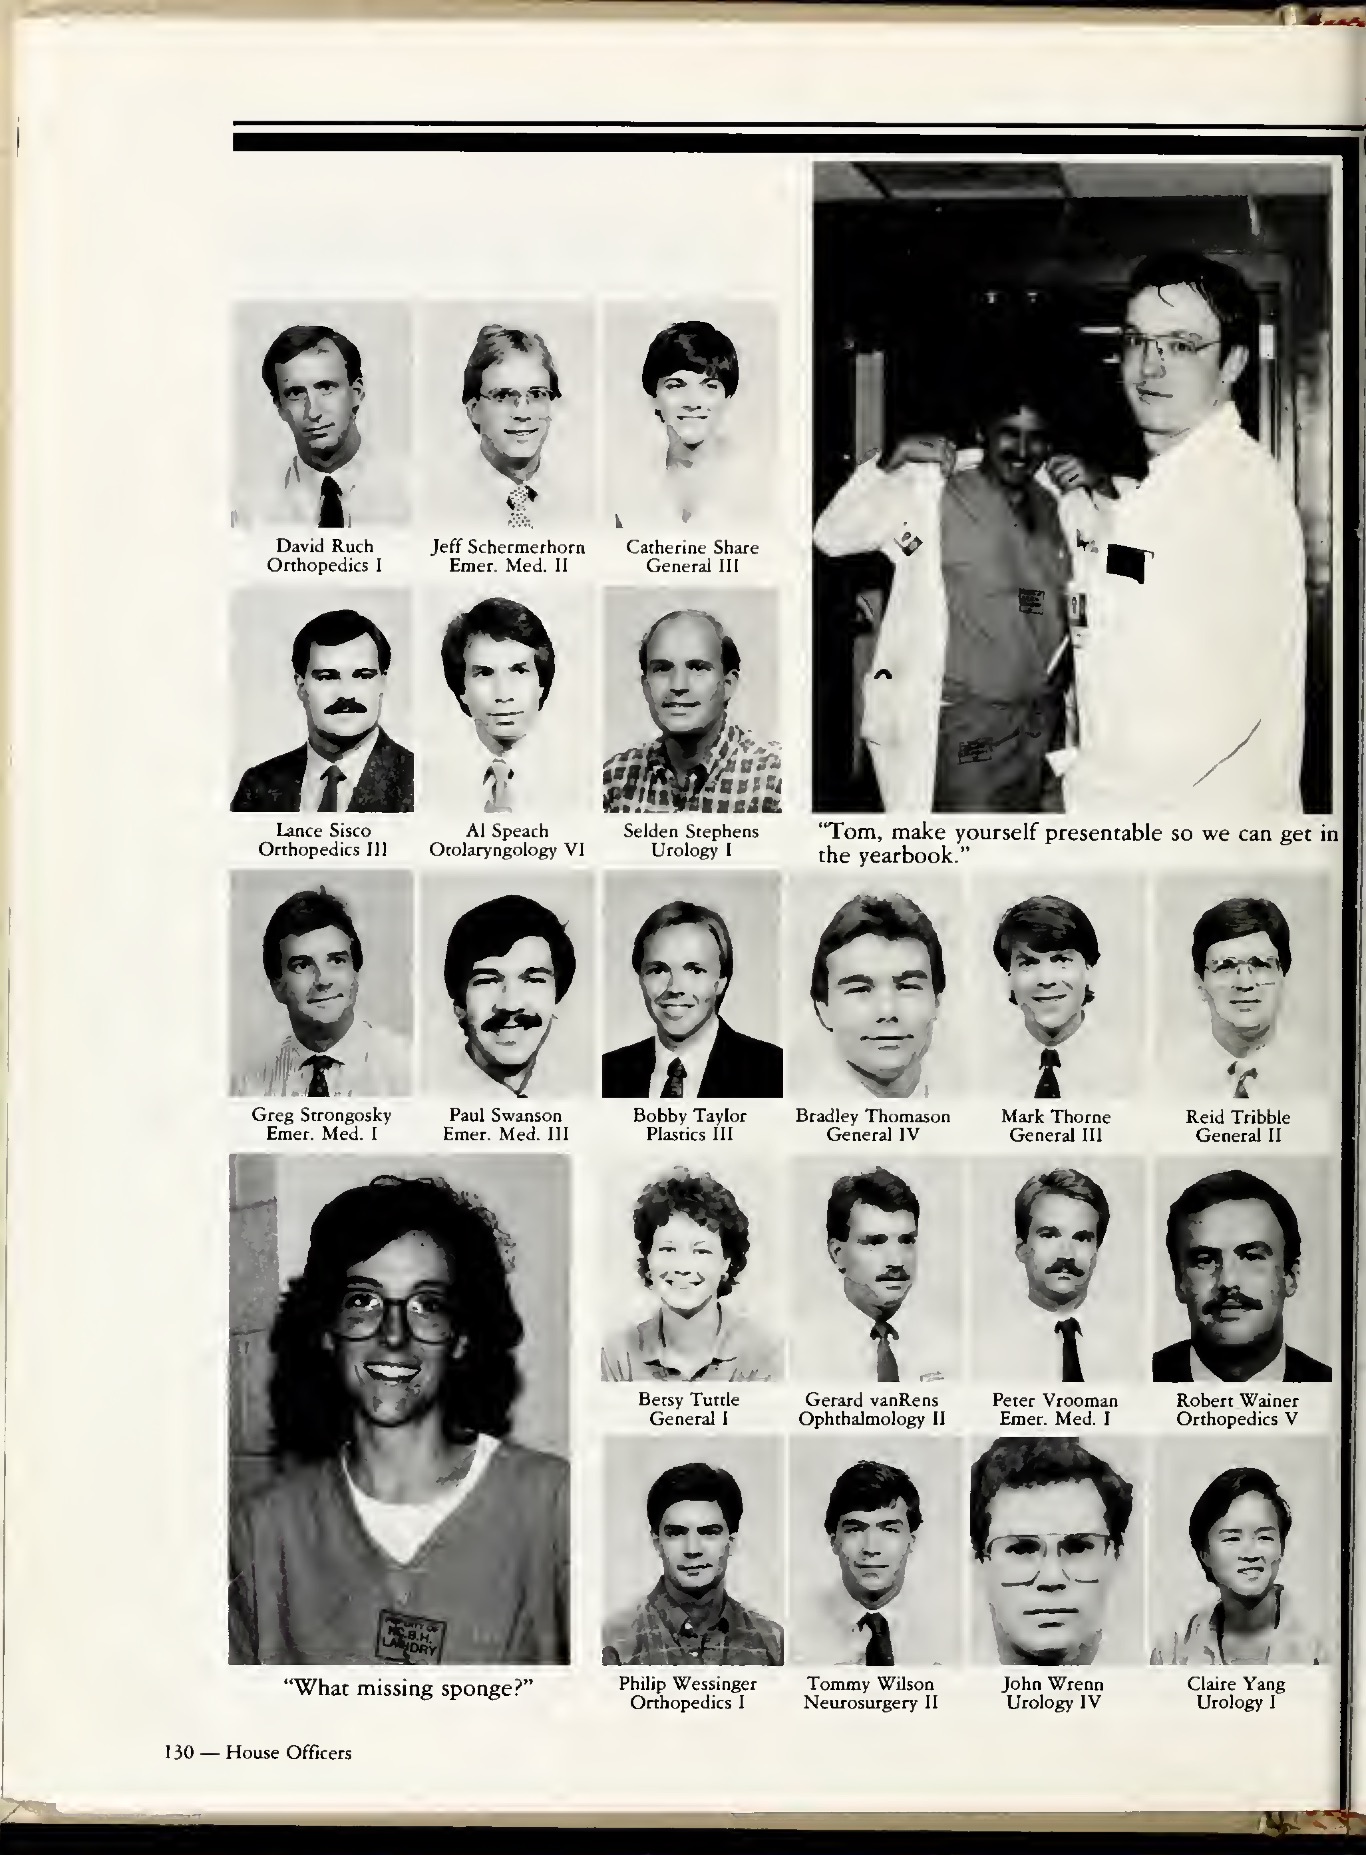 David Ruch
Orthopedics I
Jeff Schermerhorn
Emer. Med. II
Catherine Share
General III
Lance Sisco
Orthopedics III
Al Speach
Otolaryngology VI
Selden Stephens
Urology I
"Tom, make yourself presentable so we can get in
the yearbook."
Greg Strongosky
Emer. Med. I
Paul Swanson
Emer. Med. III
Bobby Taylor
Plastics III
Bradley Thomason
General IV
Mark Thorne
General III
Reid Tribble
General II
PROPERTY OF
N.C.B.H.
LAUNDRY
"What missing sponge?"
Betsy Tuttle
General I
Gerard vanRens
Ophthalmology II
Peter Vrooman
Emer. Med. I
Robert Wainer
Orthopedics V
Philip Wessinger
Orthopedics I
Tommy Wilson
Neurosurgery II
John Wrenn
Urology IV
Claire Yang
Urology I
130 — House Officers